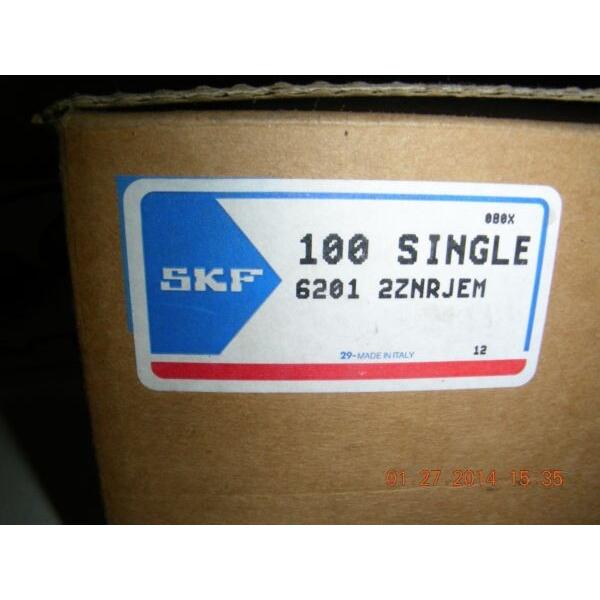 080X
100 SINGLE
SKF
6201 2ZNRJEM
29-MADE IN ITALY
12
01.27.2014 15:35